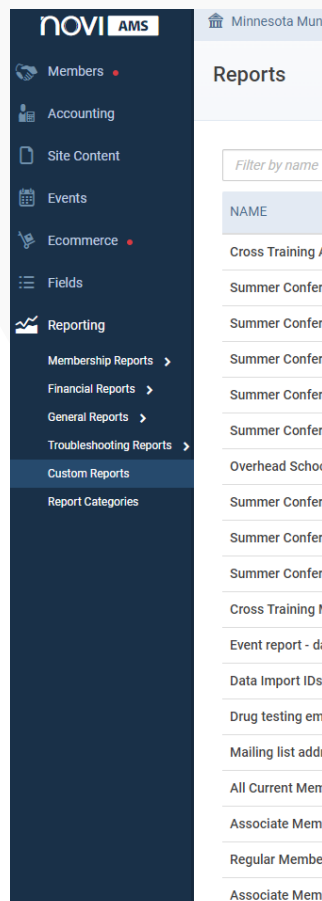 NOVI AMS
Members
Accounting
Site Content
Events
Ecommerce
Fields
Reporting
Membership Reports
Financial Reports
General Reports
Troubleshooting Reports
Custom Reports
Report Categories
Minnesota Mun
Reports
Filter by name
NAME
Cross Training
Summer Confer
Summer Confer
Summer Confer
Summer Confer
Summer Confer
Overhead Schoo
Summer Confer
Summer Confer
Summer Confer
Cross Training M
Event report - da
Data Import IDs
Drug testing em
Mailing list addr
All Current Mem
Associate Mem
Regular Membe
Associate Mem